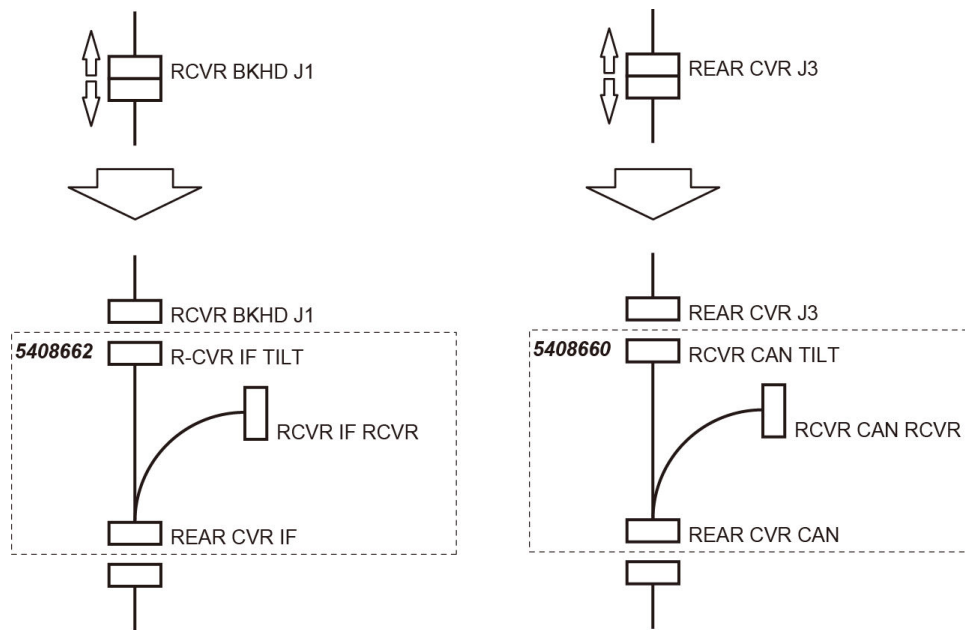 RCVR BKHD J1
REAR CVR J3
RCVR BKHD J1
REAR CVR J3
5408662
R-CVR IF TILT
5408660
RCVR CAN TILT
RCVR IF RCVR
RCVR CAN RCVR
REAR CVR IF
REAR CVR CAN